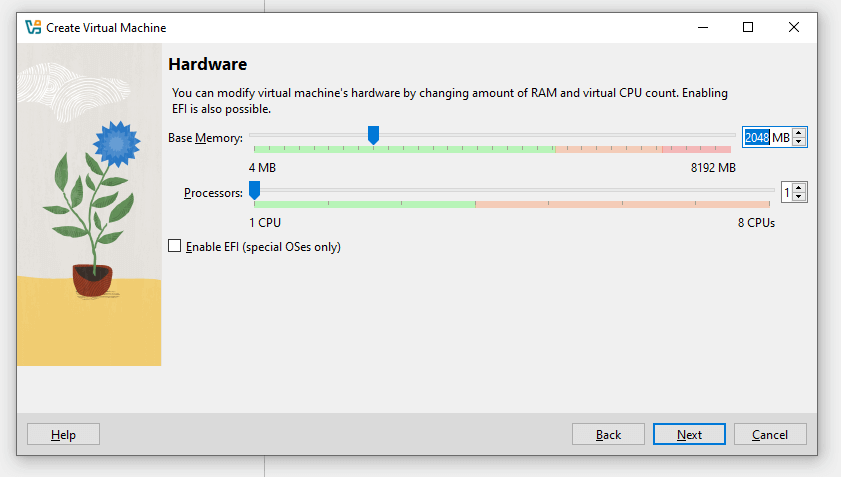 Create Virtual Machine
Hardware
You can modify virtual machine's hardware by changing amount of RAM and virtual CPU count. Enabling
EFI is also possible.
Base Memory: 2048 MB
4 MB 8192 MB
Processors: 1
1 CPU 8 CPUs
Enable EFI (special OSes only)
Help Back Next Cancel